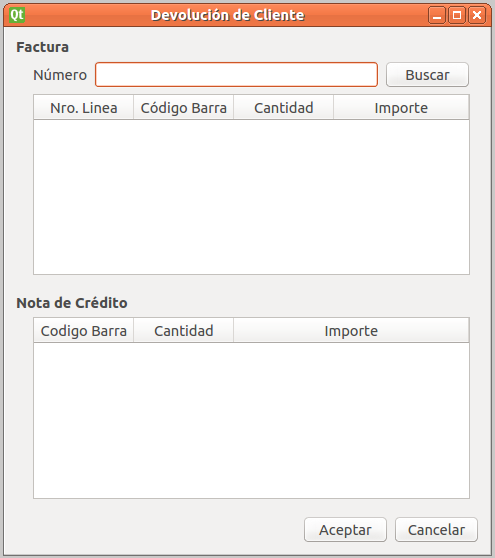 Qt Devolución de Cliente
Factura
Número Buscar
Nro. Linea Código Barra Cantidad Importe
Nota de Crédito
Codigo Barra Cantidad Importe
Aceptar Cancelar